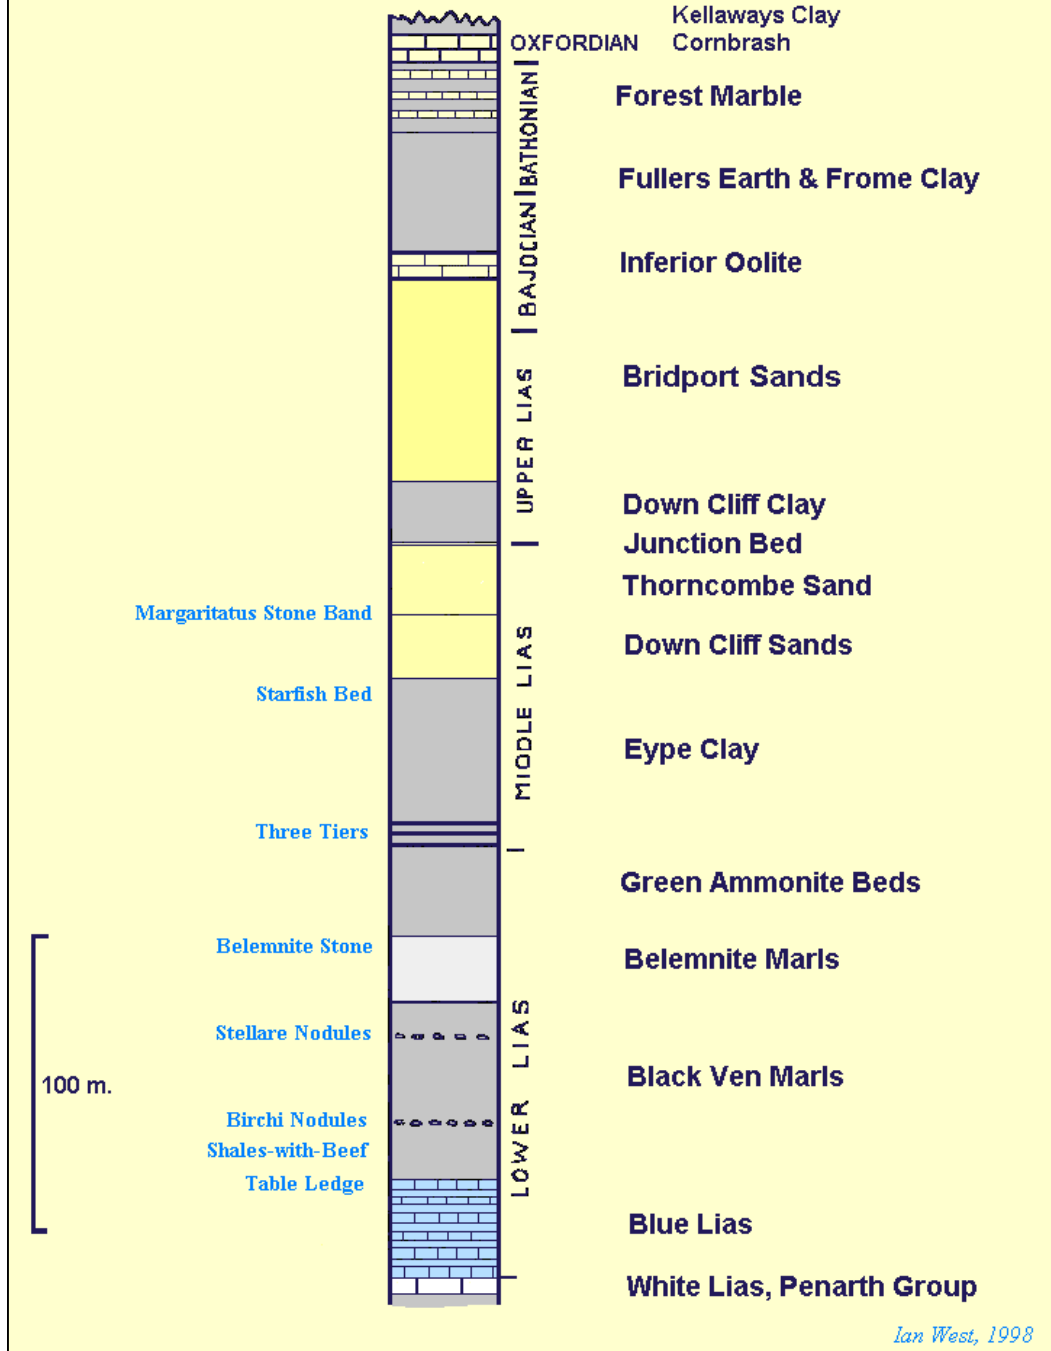 Kellaways Clay
OXFORDIAN Cornbrash
BATHONIAN
Forest Marble
Fullers Earth & Frome Clay
BAJOCIAN
Inferior Oolite
Bridport Sands
UPPER LIAS
Down Cliff Clay
Junction Bed
Thorncombe Sand
Margaritatus Stone Band
Down Cliff Sands
MIDDLE LIAS
Starfish Bed
Eype Clay
Three Tiers
Green Ammonite Beds
Belemnite Stone
Belemnite Marls
Stellare Nodules
LOWER LIAS
Black Ven Marls
100 m.
Birchi Nodules
Shales-with-Beef
Table Ledge
Blue Lias
White Lias, Penarth Group
Ian West, 1998